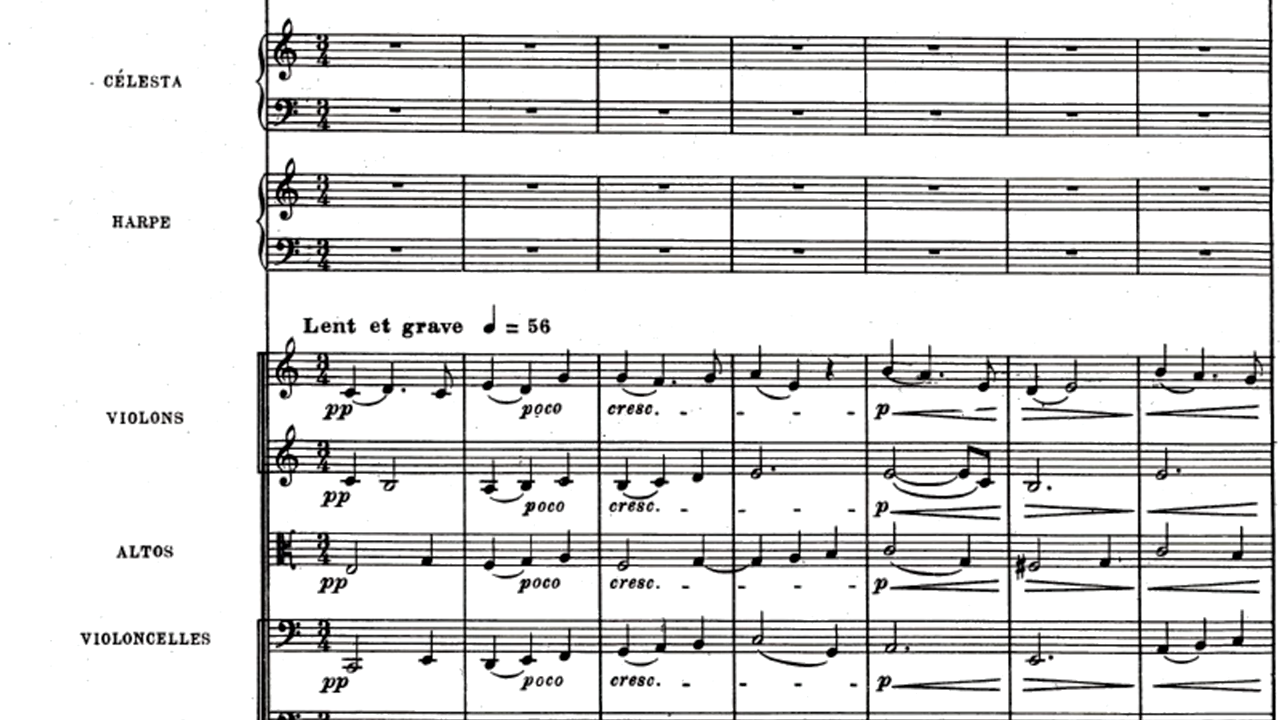 CÉLESTA
HARPE
Lent et grave ♩ = 56
VIOLONS
pp poco cresc. p
pp poco cresc. p
ALTOS
pp poco cresc. p
VIOLONCELLES
pp poco cresc. p